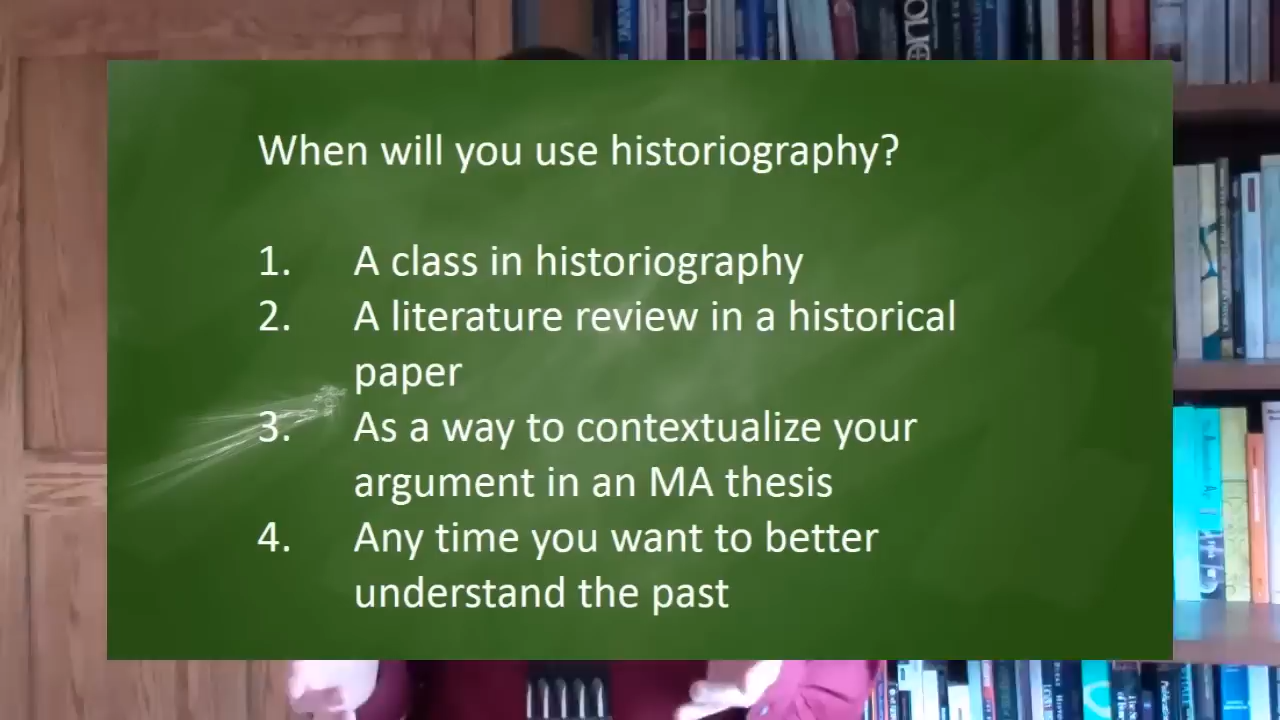 When will you use historiography?
1. A class in historiography
2. A literature review in a historical
paper
3. As a way to contextualize your
argument in an MA thesis
4. Any time you want to better
understand the past